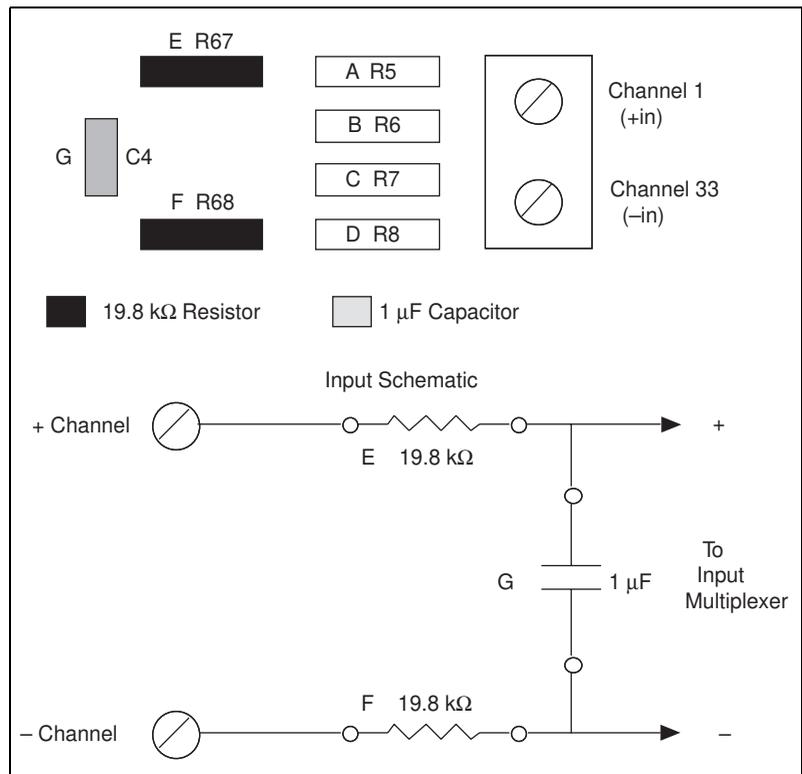 E R67
A R5
B R6
C R7
D R8
G C4
F R68
Channel 1
(+in)
Channel 33
(–in)
19.8 kΩ Resistor
1 μF Capacitor
Input Schematic
+ Channel
+
E 19.8 kΩ
G 1 μF
To
Input
Multiplexer
F 19.8 kΩ
– Channel
–